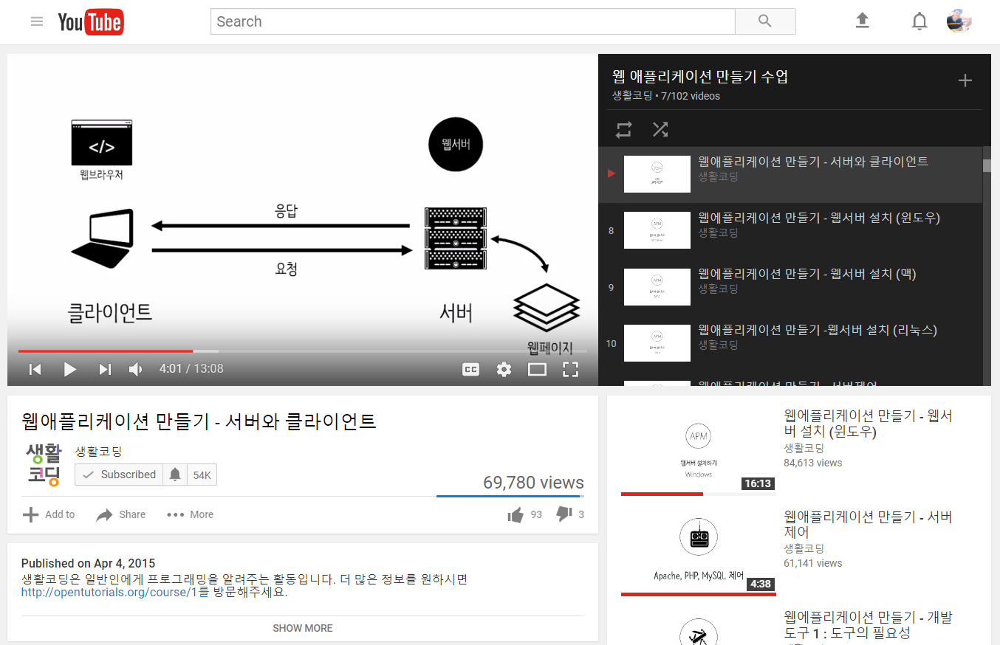 YouTube
Search
웹브라우저
웹서버
응답
요청
클라이언트
서버
웹페이지
4:01 / 13:08
CC
웹 애플리케이션 만들기 수업
생활코딩 • 7/102 videos
웹애플리케이션 만들기 - 서버와 클라이언트
생활코딩
8
웹에플리케이션 만들기 - 웹서버 설치 (윈도우)
생활코딩
9
웹에플리케이션 만들기 - 웹서버 설치 (맥)
생활코딩
10
웹애플리케이션 만들기 -웹서버 설치 (리눅스)
생활코딩
웹애플리케이션 만들기 - 서버와 클라이언트
생활코딩
생활코딩
Subscribed
54K
69,780 views
Add to
Share
More
93
3
Published on Apr 4, 2015
생활코딩은 일반인에게 프로그래밍을 알려주는 활동입니다. 더 많은 정보를 원하시면
http://opentutorials.org/course/1를 방문해주세요.
SHOW MORE
APM
웹서버 설치하기
Windows
16:13
웹에플리케이션 만들기 - 웹서
버 설치 (윈도우)
생활코딩
84,613 views
Apache, PHP, MySQL 제어
4:38
웹애플리케이션 만들기 - 서버
제어
생활코딩
61,141 views
웹에플리케이션 만들기 - 개발
도구 1 : 도구의 필요성